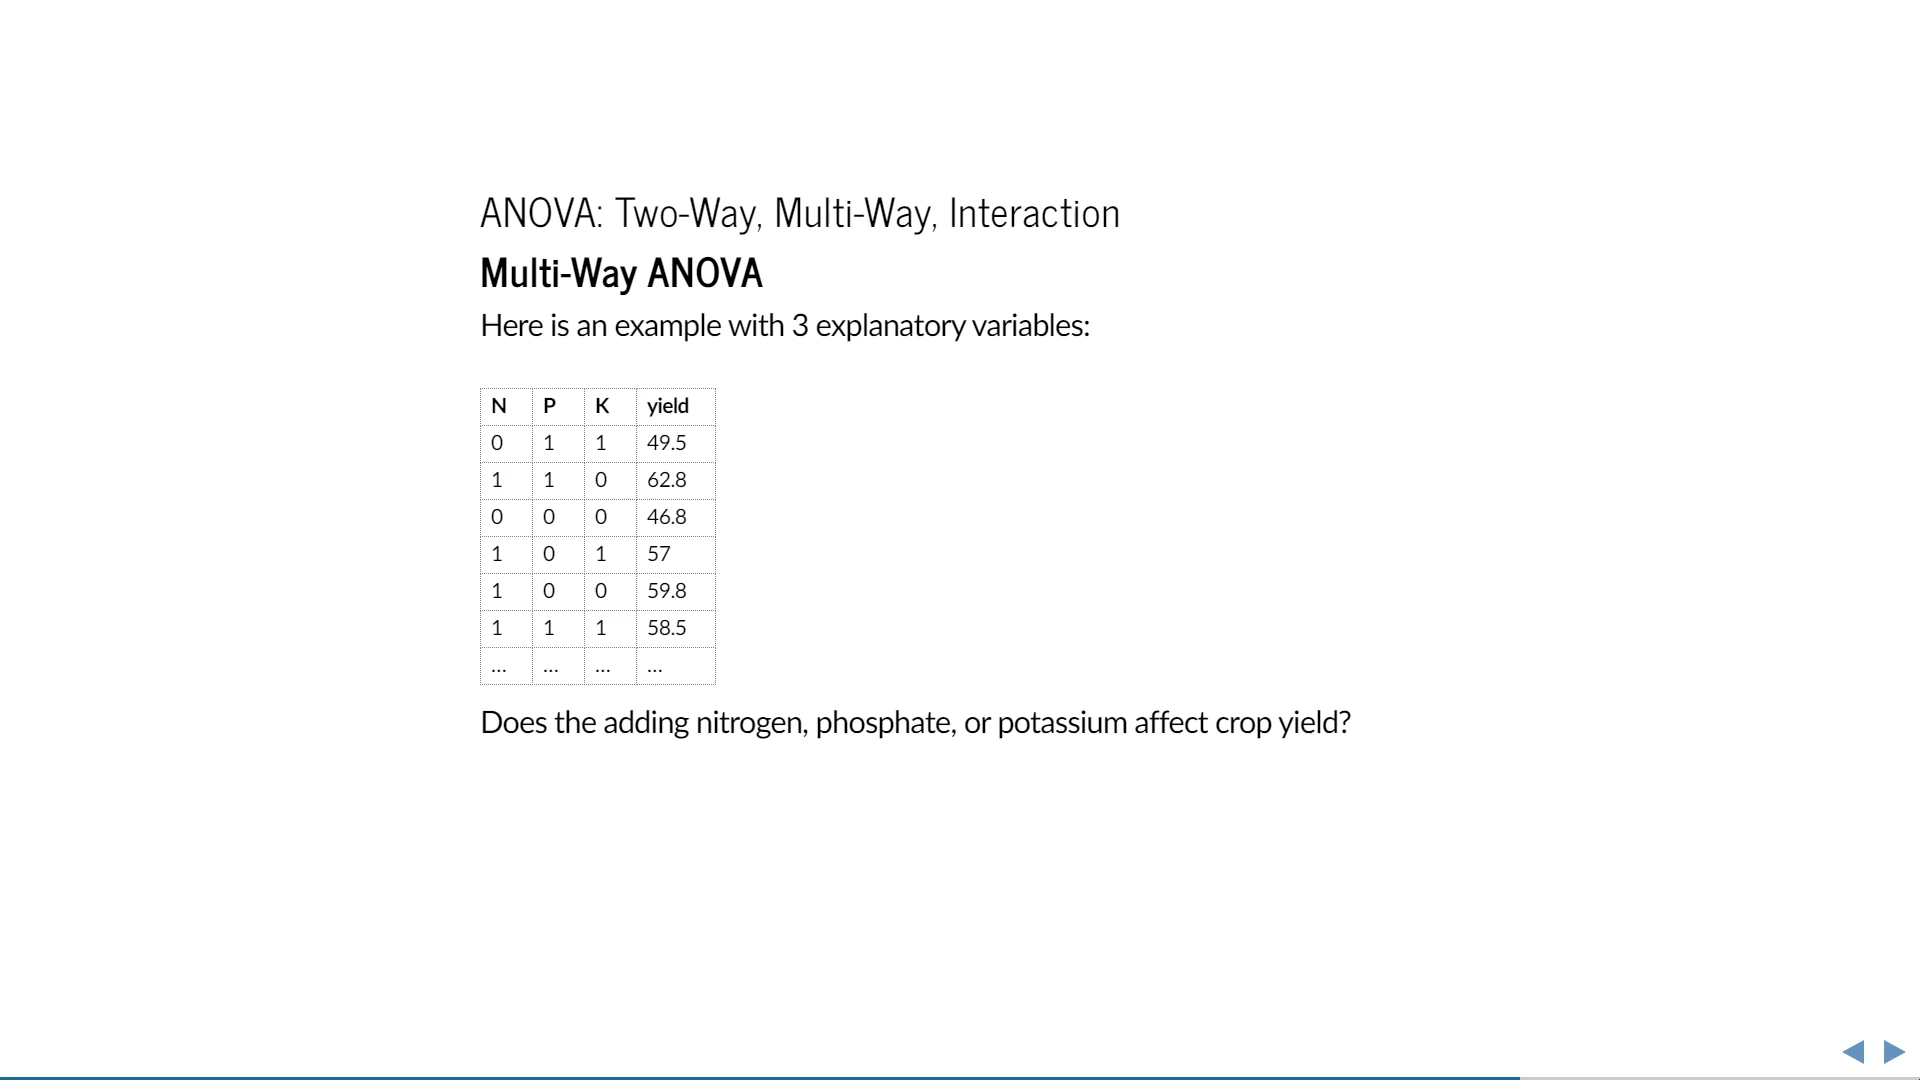 ANOVA: Two-Way, Multi-Way, Interaction
Multi-Way ANOVA
Here is an example with 3 explanatory variables:
N P K yield
0 1 1 49.5
1 1 0 62.8
0 0 0 46.8
1 0 1 57
1 0 0 59.8
1 1 1 58.5
... ... ... ...
Does the adding nitrogen, phosphate, or potassium affect crop yield?